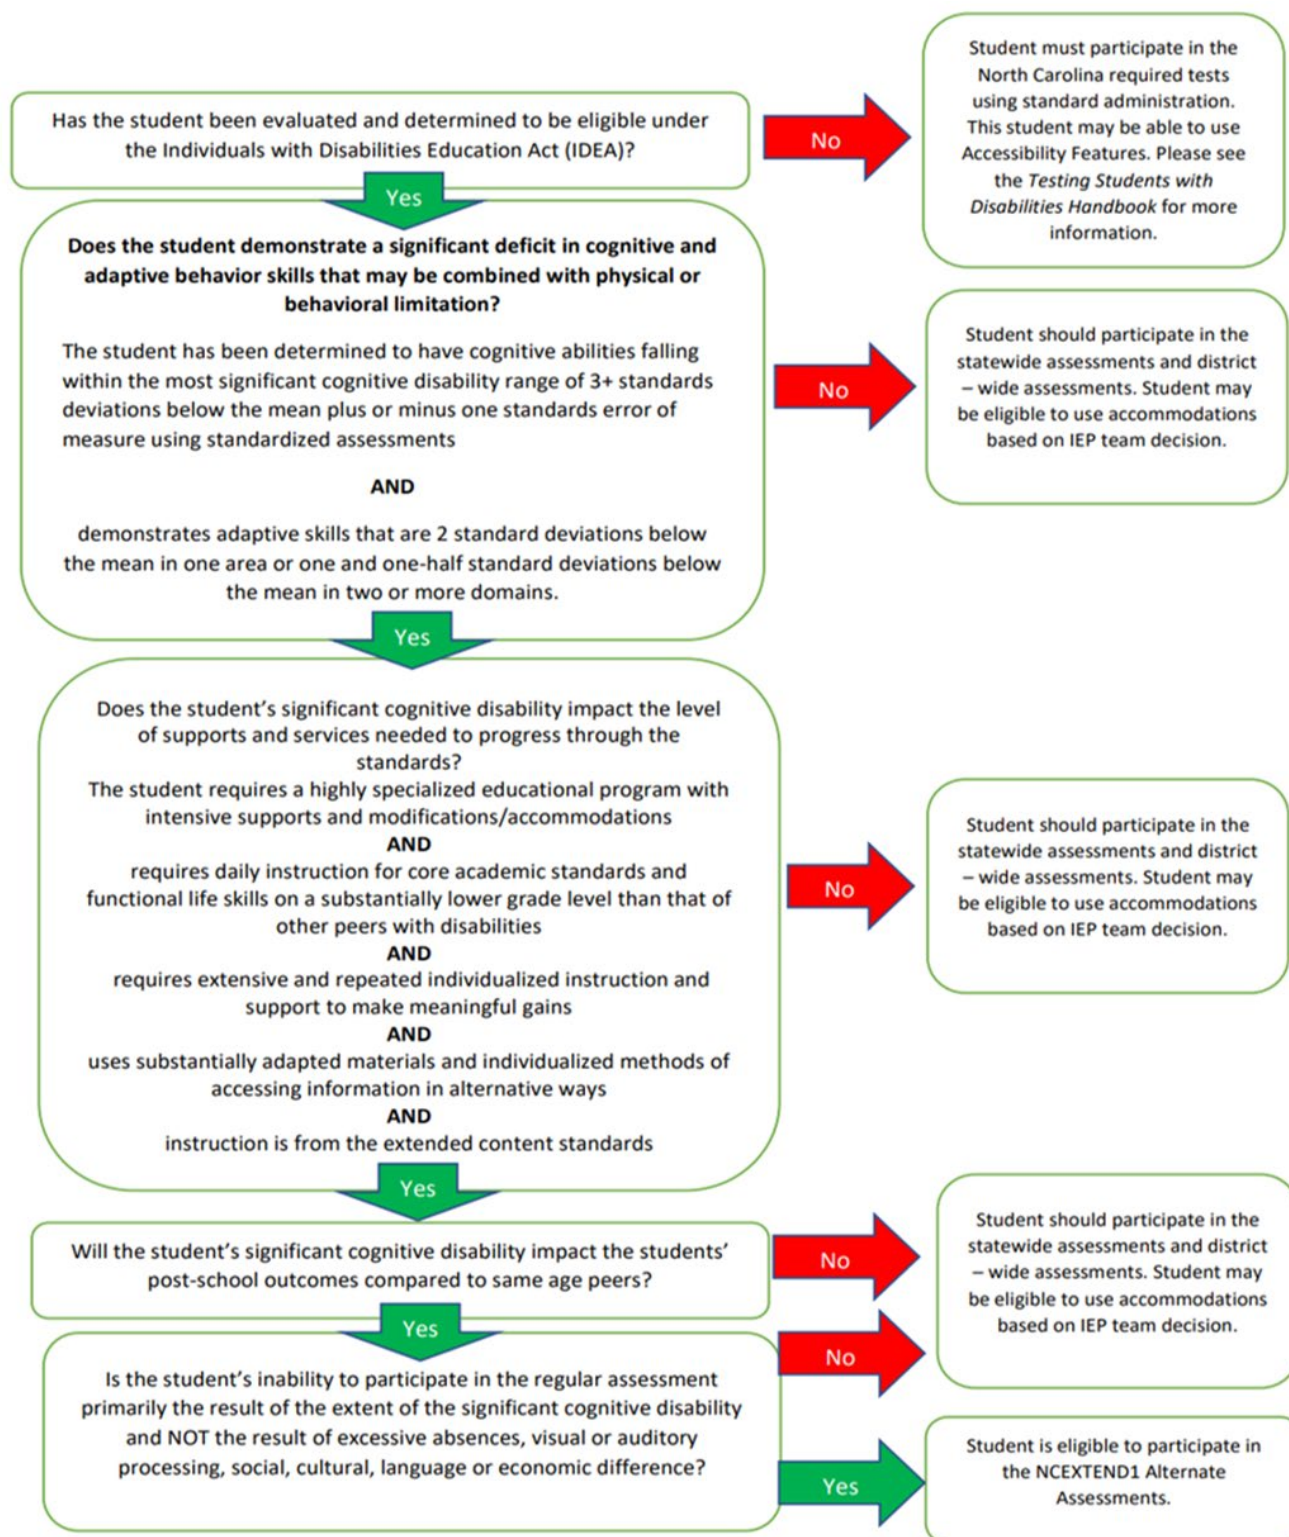 Has the student been evaluated and determined to be eligible under
the Individuals with Disabilities Education Act (IDEA)?
No
Student must participate in the
North Carolina required tests
using standard administration.
This student may be able to use
Accessibility Features. Please see
the Testing Students with
Disabilities Handbook for more
information.
Yes
Does the student demonstrate a significant deficit in cognitive and
adaptive behavior skills that may be combined with physical or
behavioral limitation?
The student has been determined to have cognitive abilities falling
within the most significant cognitive disability range of 3+ standards
deviations below the mean plus or minus one standards error of
measure using standardized assessments
AND
demonstrates adaptive skills that are 2 standard deviations below
the mean in one area or one and one-half standard deviations below
the mean in two or more domains.
No
Student should participate in the
statewide assessments and district
– wide assessments. Student may
be eligible to use accommodations
based on IEP team decision.
Yes
Does the student’s significant cognitive disability impact the level
of supports and services needed to progress through the
standards?
The student requires a highly specialized educational program with
intensive supports and modifications/accommodations
AND
requires daily instruction for core academic standards and
functional life skills on a substantially lower grade level than that of
other peers with disabilities
AND
requires extensive and repeated individualized instruction and
support to make meaningful gains
AND
uses substantially adapted materials and individualized methods of
accessing information in alternative ways
AND
instruction is from the extended content standards
No
Student should participate in the
statewide assessments and district
– wide assessments. Student may
be eligible to use accommodations
based on IEP team decision.
Yes
Will the student’s significant cognitive disability impact the students’
post-school outcomes compared to same age peers?
No
Student should participate in the
statewide assessments and district
– wide assessments. Student may
be eligible to use accommodations
based on IEP team decision.
Yes
Is the student’s inability to participate in the regular assessment
primarily the result of the extent of the significant cognitive disability
and NOT the result of excessive absences, visual or auditory
processing, social, cultural, language or economic difference?
No
Yes
Student is eligible to participate in
the NCEXTEND1 Alternate
Assessments.